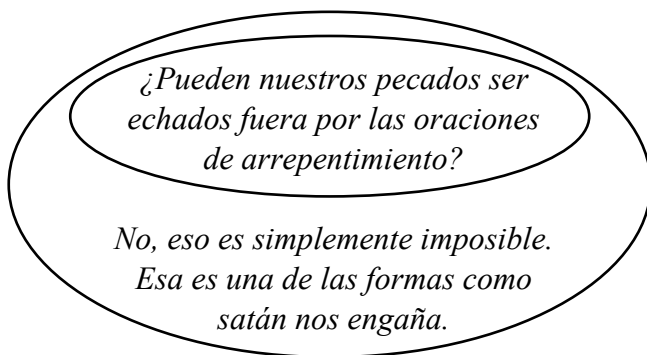 ¿Pueden nuestros pecados ser
echados fuera por las oraciones
de arrepentimiento?
No, eso es simplemente imposible.
Esa es una de las formas como
satán nos engaña.